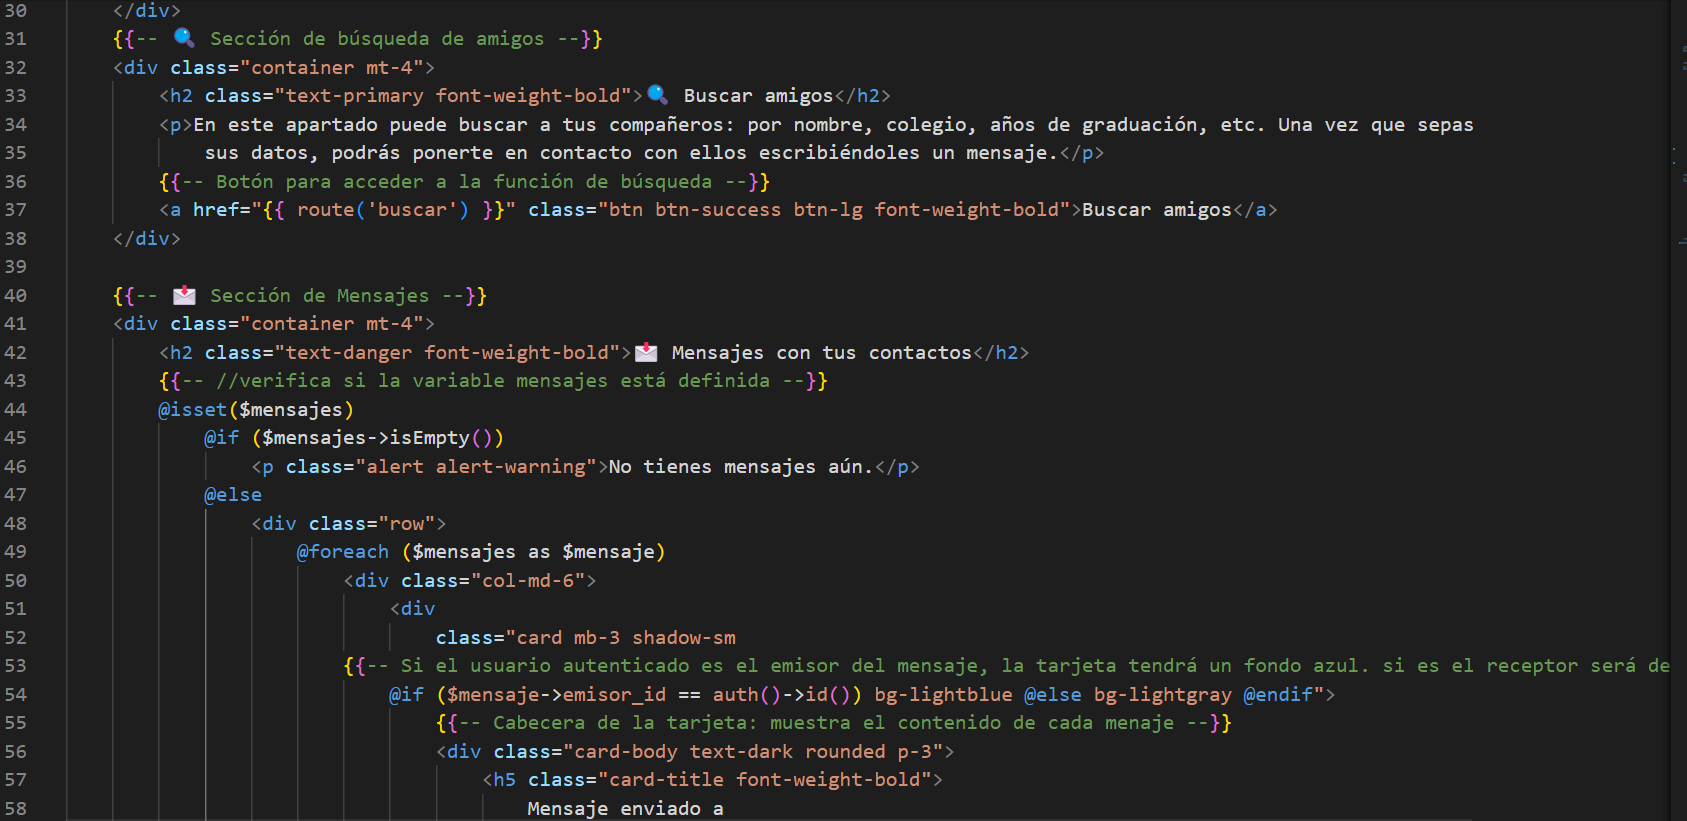 30 </div>
31 {{-- 🔍 Sección de búsqueda de amigos --}}
32 <div class="container mt-4">
33 <h2 class="text-primary font-weight-bold">🔍 Buscar amigos</h2>
34 <p>En este apartado puede buscar a tus compañeros: por nombre, colegio, años de graduación, etc. Una vez que sepas
35 sus datos, podrás ponerte en contacto con ellos escribiéndoles un mensaje.</p>
36 {{-- Botón para acceder a la función de búsqueda --}}
37 <a href="{{ route('buscar') }}" class="btn btn-success btn-lg font-weight-bold">Buscar amigos</a>
38 </div>
39
40 {{-- 📩 Sección de Mensajes --}}
41 <div class="container mt-4">
42 <h2 class="text-danger font-weight-bold">📩 Mensajes con tus contactos</h2>
43 {{-- //verifica si la variable mensajes está definida --}}
44 @isset($mensajes)
45 @if ($mensajes->isEmpty())
46 <p class="alert alert-warning">No tienes mensajes aún.</p>
47 @else
48 <div class="row">
49 @foreach ($mensajes as $mensaje)
50 <div class="col-md-6">
51 <div
52 class="card mb-3 shadow-sm
53 {{-- Si el usuario autenticado es el emisor del mensaje, la tarjeta tendrá un fondo azul. si es el receptor será de
54 @if ($mensaje->emisor_id == auth()->id()) bg-lightblue @else bg-lightgray @endif">
55 {{-- Cabecera de la tarjeta: muestra el contenido de cada menaje --}}
56 <div class="card-body text-dark rounded p-3">
57 <h5 class="card-title font-weight-bold">
58 Mensaje enviado a